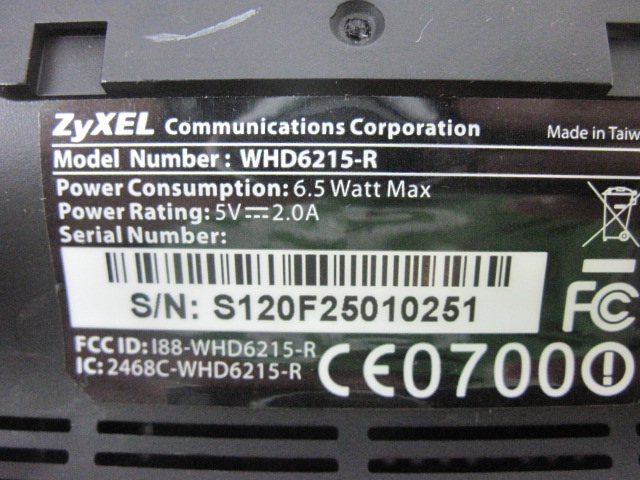 ZyXEL Communications Corporation Made in Taiw
Model Number: WHD6215-R
Power Consumption: 6.5 Watt Max
Power Rating: 5V⎓2.0A
Serial Number:
S/N: S120F25010251
FC
FCC ID: I88-WHD6215-R
IC: 2468C-WHD6215-R
CE0700